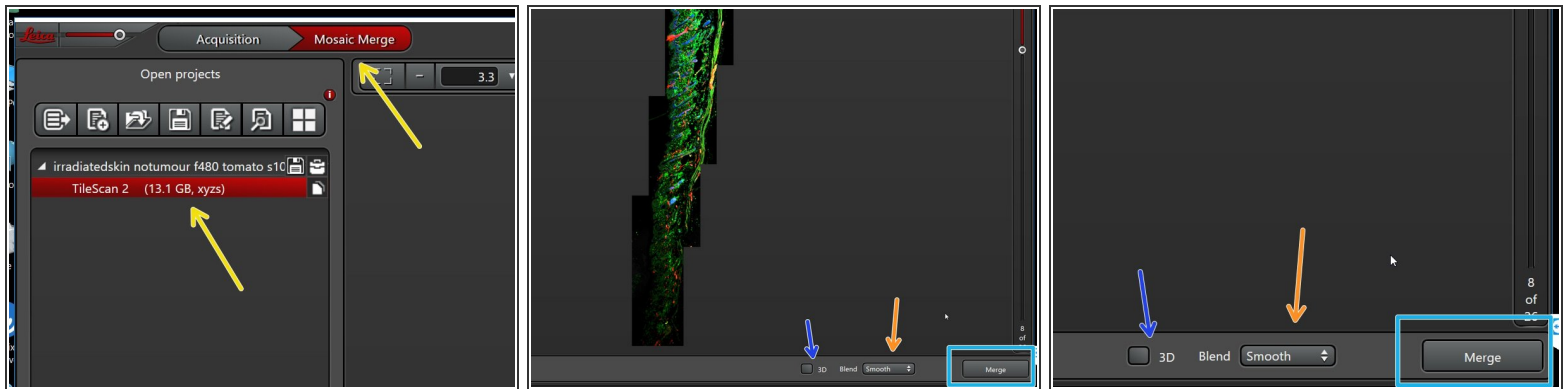 Leica
Acquisition
Mosaic Merge
Open projects
3.3
irradiatedskin notumour f480 tomato s10
TileScan 2 (13.1 GB, xyzs)
8
of
3D
Blend
Smooth
Merge
8
of
26
3D
Blend
Smooth
Merge